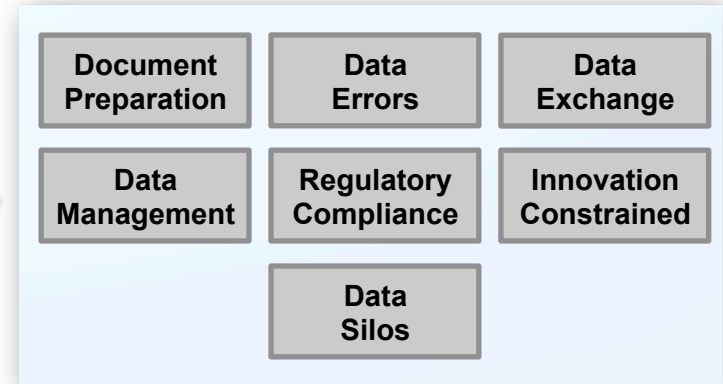 Document
Preparation
Data
Errors
Data
Exchange
Data
Management
Regulatory
Compliance
Innovation
Constrained
Data
Silos